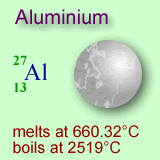 Aluminium
27
Al
13
melts at 660.32°C
boils at 2519°C